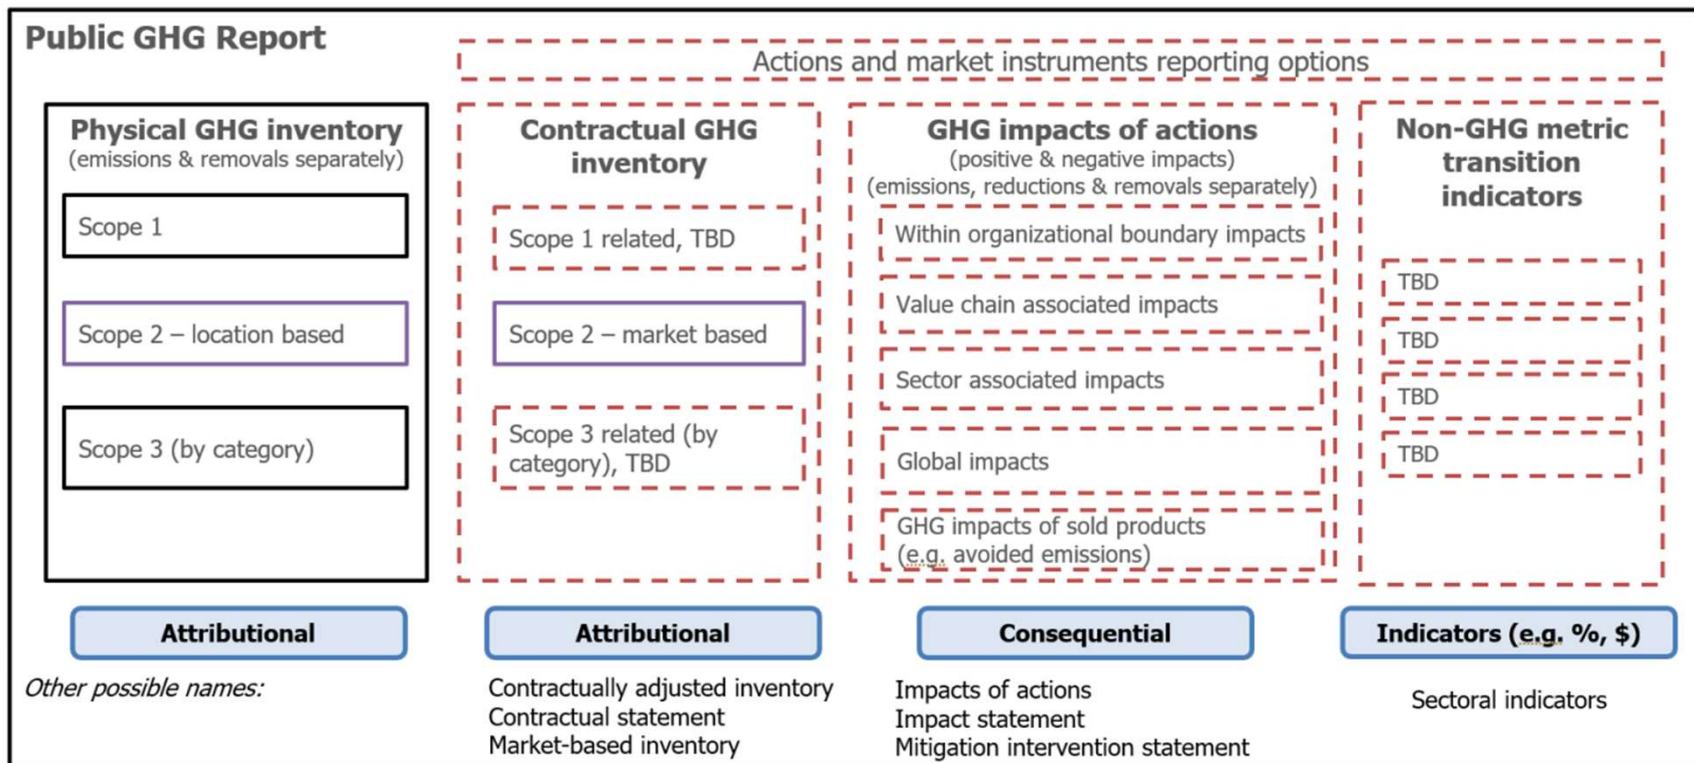 Public GHG Report
Actions and market instruments reporting options
Physical GHG inventory
(emissions & removals separately)
Scope 1
Scope 2 – location based
Scope 3 (by category)
Contractual GHG
inventory
Scope 1 related, TBD
Scope 2 – market based
Scope 3 related (by
category), TBD
GHG impacts of actions
(positive & negative impacts)
(emissions, reductions & removals separately)
Within organizational boundary impacts
Value chain associated impacts
Sector associated impacts
Global impacts
GHG impacts of sold products
(e.g. avoided emissions)
Non-GHG metric
transition
indicators
TBD
TBD
TBD
TBD
Attributional
Attributional
Consequential
Indicators (e.g. %, $)
Other possible names:
Contractually adjusted inventory
Contractual statement
Market-based inventory
Impacts of actions
Impact statement
Mitigation intervention statement
Sectoral indicators